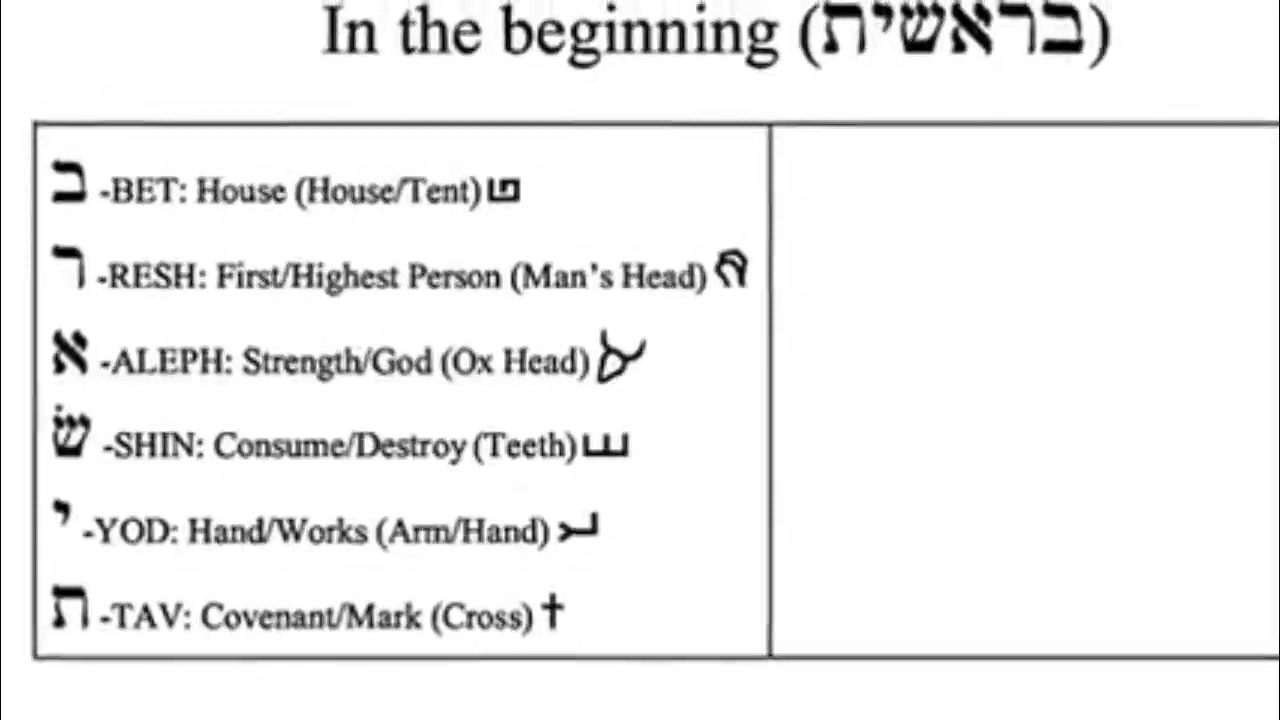 In the beginning (בראשית)
ב -BET: House (House/Tent)
ר -RESH: First/Highest Person (Man's Head)
א -ALEPH: Strength/God (Ox Head)
שׂ -SHIN: Consume/Destroy (Teeth)
י -YOD: Hand/Works (Arm/Hand)
ת -TAV: Covenant/Mark (Cross) †